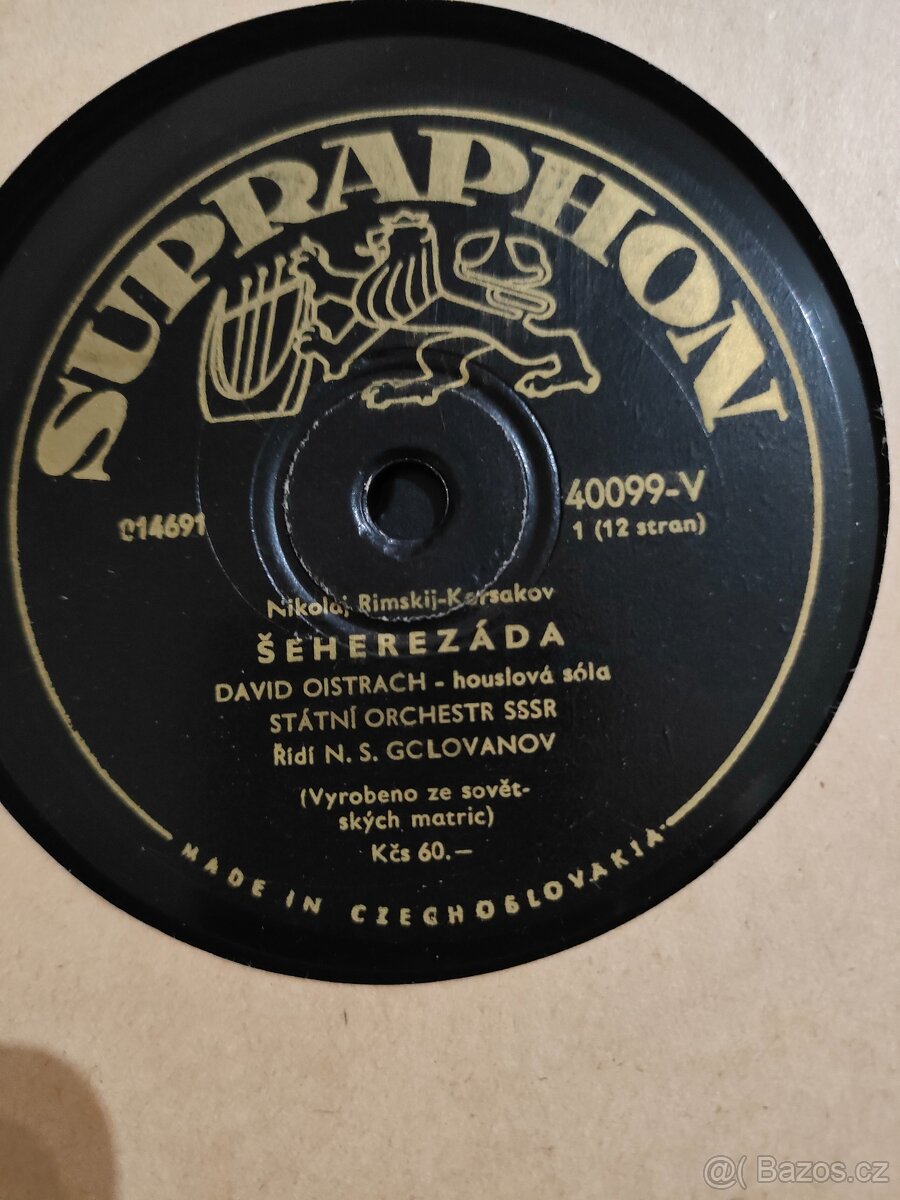 SUPRAPHON
40099-V
014691
1 (12 stran)
Nikolaj Rimskij-Korsakov
ŠEHEREZÁDA
DAVID OISTRACH - houslová sóla
STÁTNÍ ORCHESTR SSSR
Řídí N. S. GOLOVANOV
(Vyrobeno ze sovět-
ských matric)
Kčs 60.—
MADE IN CZECHOSLOVAKIA
@( Bazos.cz